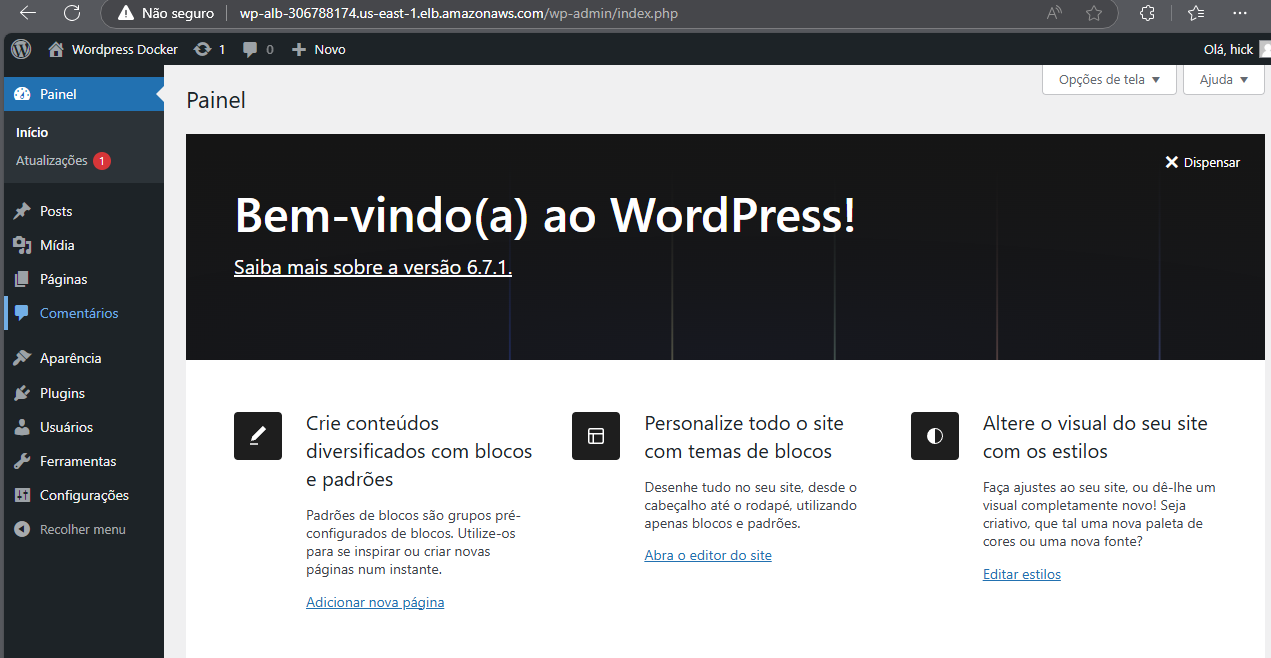 Não seguro
wp-alb-306788174.us-east-1.elb.amazonaws.com/wp-admin/index.php
Wordpress Docker 1 0 Novo
Olá, hick
Opções de tela
Ajuda
Painel
Início
Atualizações 1
Posts
Mídia
Páginas
Comentários
Aparência
Plugins
Usuários
Ferramentas
Configurações
Recolher menu
Painel
Dispensar
Bem-vindo(a) ao WordPress!
Saiba mais sobre a versão 6.7.1.
Crie conteúdos
diversificados com blocos
e padrões
Padrões de blocos são grupos pré-
configurados de blocos. Utilize-os
para se inspirar ou criar novas
páginas num instante.
Adicionar nova página
Personalize todo o site
com temas de blocos
Desenhe tudo no seu site, desde o
cabeçalho até o rodapé, utilizando
apenas blocos e padrões.
Abra o editor do site
Altere o visual do seu site
com os estilos
Faça ajustes ao seu site, ou dê-lhe um
visual completamente novo! Seja
criativo, que tal uma nova paleta de
cores ou uma nova fonte?
Editar estilos